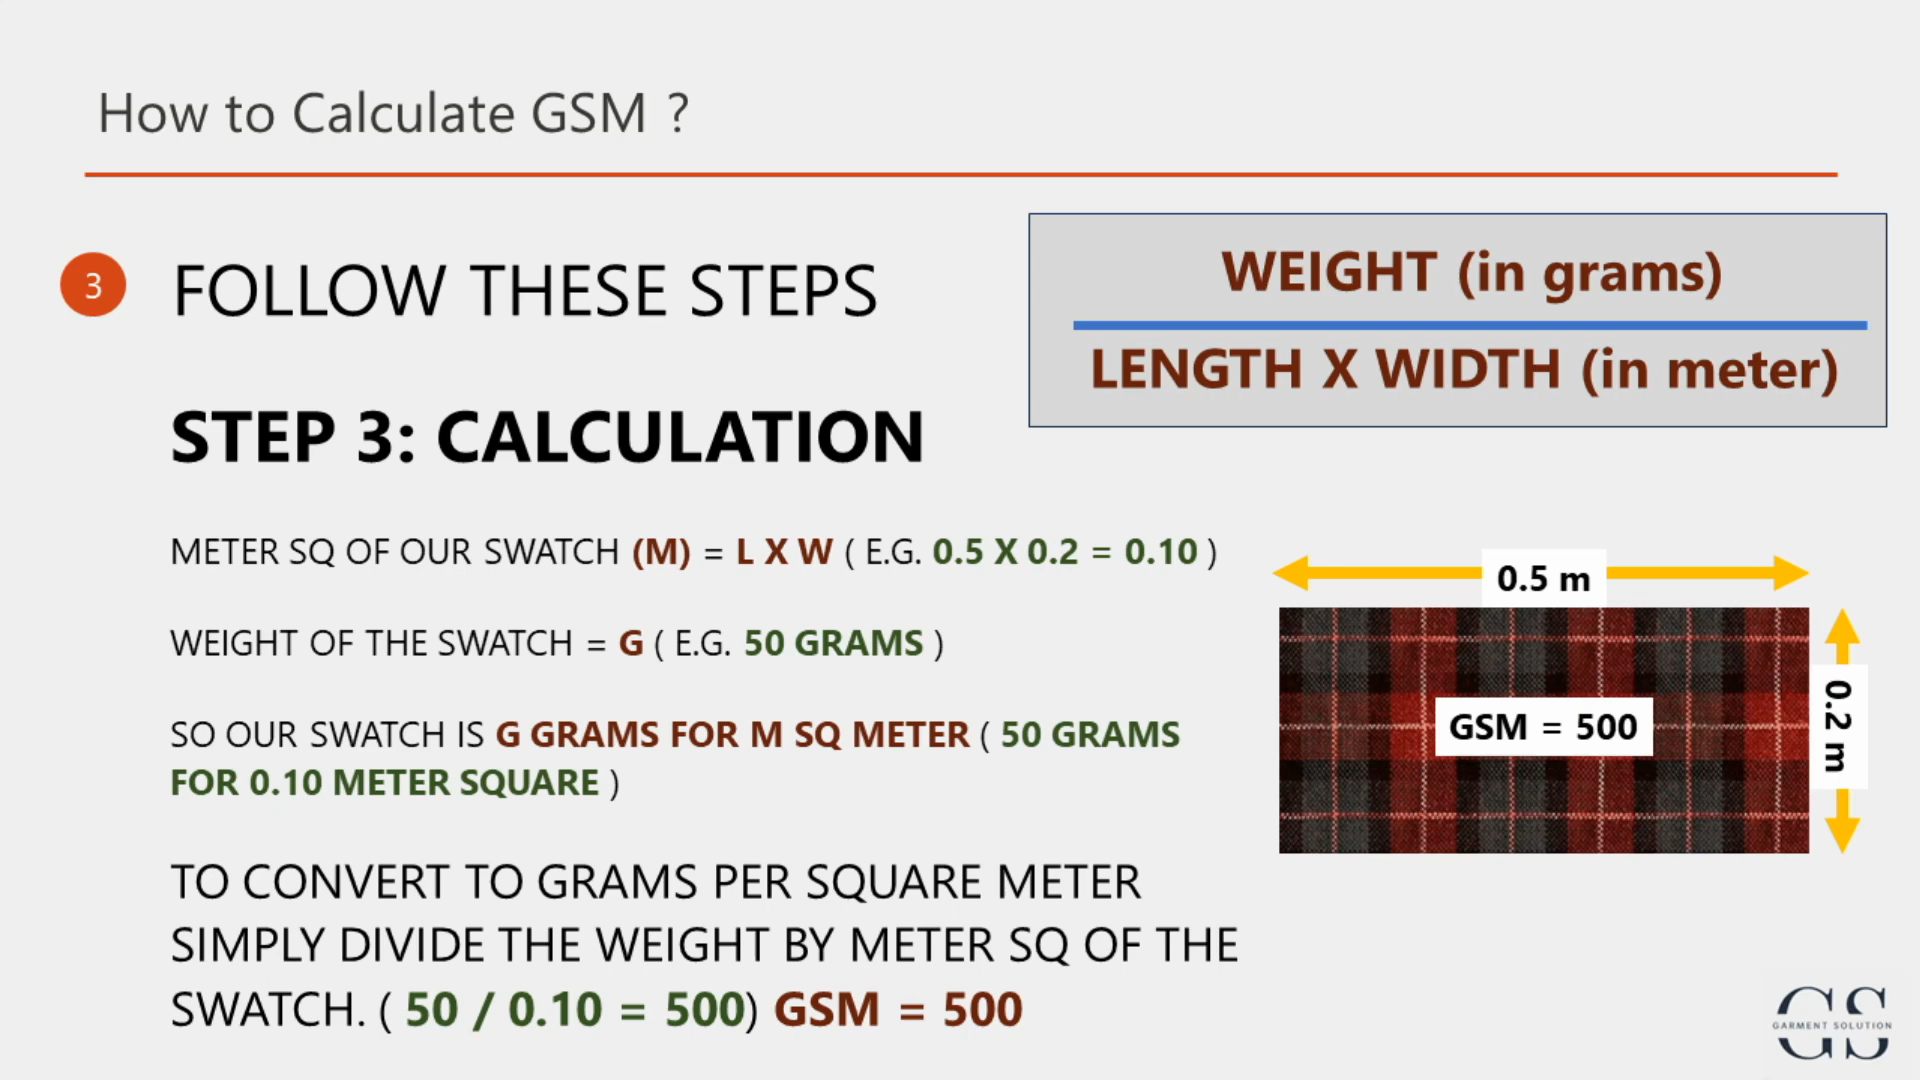 How to Calculate GSM ?
3
FOLLOW THESE STEPS
WEIGHT (in grams)
LENGTH X WIDTH (in meter)
STEP 3: CALCULATION
METER SQ OF OUR SWATCH (M) = L X W ( E.G. 0.5 X 0.2 = 0.10 )
WEIGHT OF THE SWATCH = G ( E.G. 50 GRAMS )
SO OUR SWATCH IS G GRAMS FOR M SQ METER ( 50 GRAMS
FOR 0.10 METER SQUARE )
TO CONVERT TO GRAMS PER SQUARE METER
SIMPLY DIVIDE THE WEIGHT BY METER SQ OF THE
SWATCH. ( 50 / 0.10 = 500) GSM = 500
0.5 m
GSM = 500
0.2 m
GS
GARMENT SOLUTION